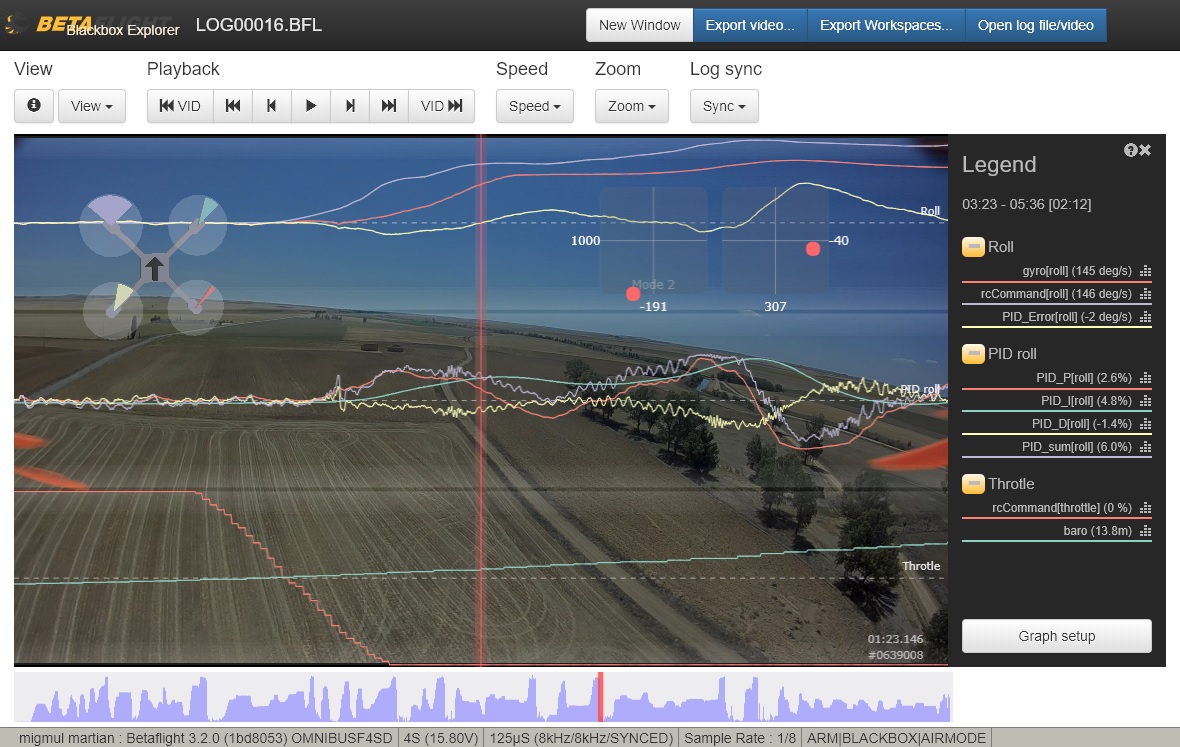 BETAFLIGHT
Blackbox Explorer
LOG00016.BFL
New Window
Export video...
Export Workspaces...
Open log file/video
View
Playback
Speed
Zoom
Log sync
View
VID
VID
Speed
Zoom
Sync
Roll
1000
-40
Mode 2
-191
307
PID roll
Throtle
01:23.146
#0639008
Legend
03:23 - 05:36 [02:12]
Roll
gyro[roll] (145 deg/s)
rcCommand[roll] (146 deg/s)
PID_Error[roll] (-2 deg/s)
PID roll
PID_P[roll] (2.6%)
PID_I[roll] (4.8%)
PID_D[roll] (-1.4%)
PID_sum[roll] (6.0%)
Throtle
rcCommand[throttle] (0 %)
baro (13.8m)
Graph setup
migmul martian : Betaflight 3.2.0 (1bd8053) OMNIBUSF4SD
4S (15.80V)
125µS (8kHz/8kHz/SYNCED)
Sample Rate : 1/8
ARM|BLACKBOX|AIRMODE